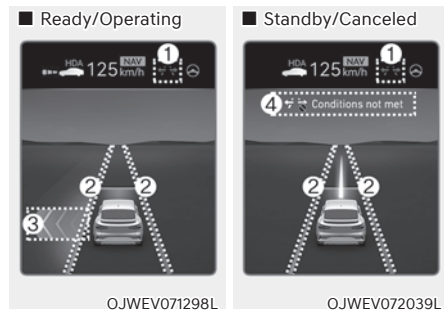 ■ Ready/Operating
HDA 125 NAV km/h
①
② ②
③
OJWEV071298L
■ Standby/Canceled
HDA 125 NAV km/h
①
④ Conditions not met
② ②
OJWEV072039L